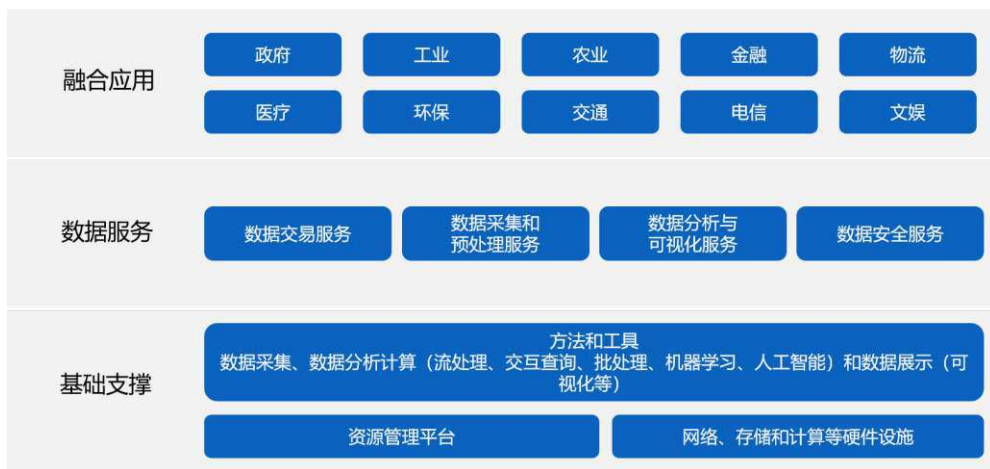 融合应用
政府
工业
农业
金融
物流
医疗
环保
交通
电信
文娱
数据服务
数据交易服务
数据采集和
预处理服务
数据分析与
可视化服务
数据安全服务
基础支撑
方法和工具
数据采集、数据分析计算（流处理、交互查询、批处理、机器学习、人工智能）和数据展示（可
视化等）
资源管理平台
网络、存储和计算等硬件设施